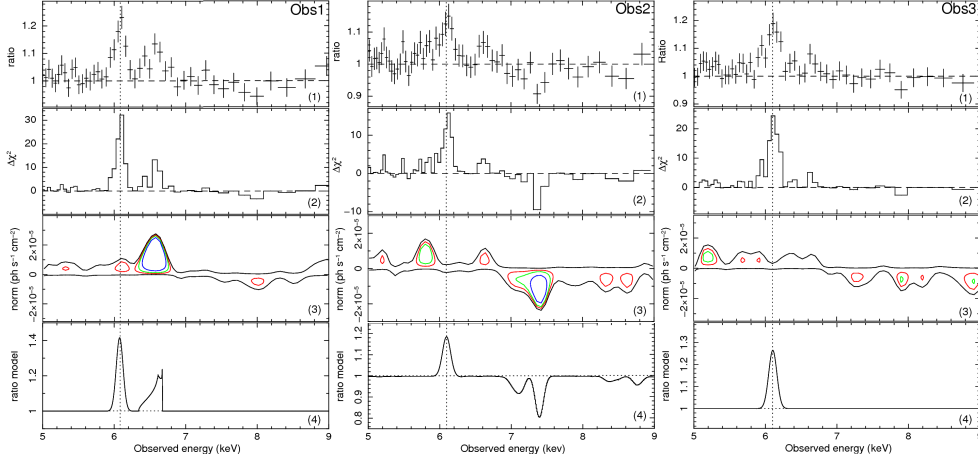 Obs1
ratio
1 1.1 1.2
(1)
Δχ²
0 10 20 30
(2)
norm (ph s⁻¹ cm⁻²)
−2×10⁻⁵ 0 2×10⁻⁵
(3)
ratio model
1 1.2 1.4
(4)
5 6 7 8 9
Observed energy (keV)
Obs2
ratio
0.9 1 1.1
(1)
Δχ²
−10 0 10
(2)
norm (ph s⁻¹ cm⁻²)
−2×10⁻⁵ 0 2×10⁻⁵
(3)
ratio model
0.8 0.9 1 1.1 1.2
(4)
5 6 7 8 9
Observed energy (keV)
Obs3
Ratio
0.9 1 1.1 1.2
(1)
Δχ²
0 10 20
(2)
norm (ph s⁻¹ cm⁻²)
−2×10⁻⁵ 0 2×10⁻⁵
(3)
ratio model
1 1.1 1.2 1.3
(4)
5 6 7 8
Observed energy (keV)